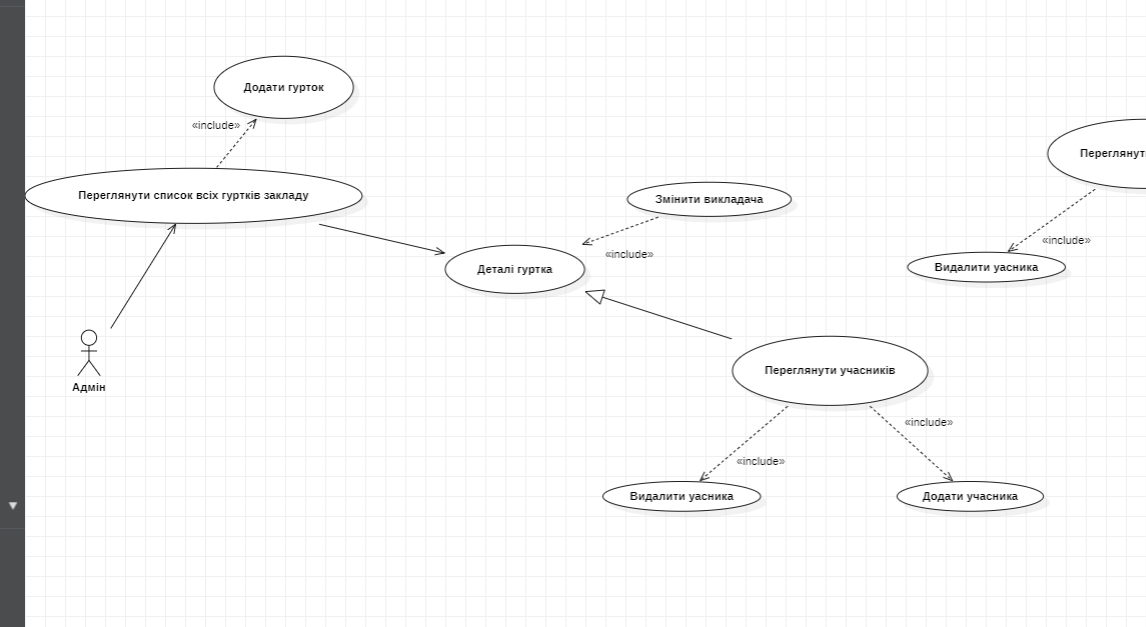 Додати гурток
«include»
Переглянути список всіх гуртків закладу
Адмін
Деталі гуртка
Змінити викладача
«include»
Переглянути учасників
«include»
«include»
Видалити уасника
Додати учасника
Переглянут
«include»
Видалити уасника